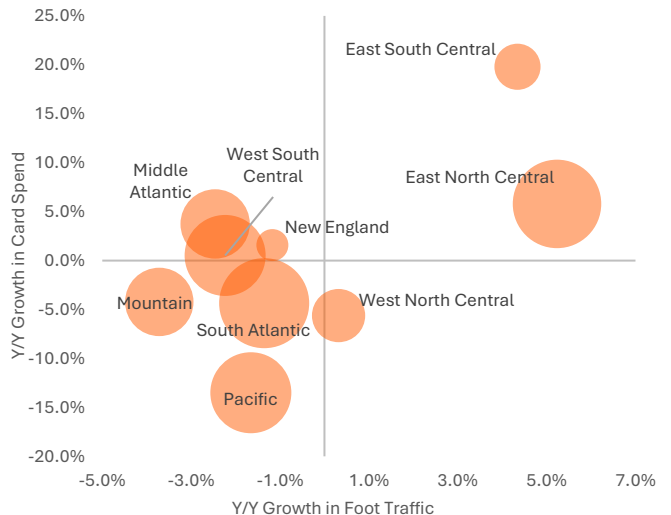 25.0%
20.0%
15.0%
10.0%
5.0%
0.0%
-5.0%
-10.0%
-15.0%
-20.0%
Y/Y Growth in Card Spend
East South Central
West South
Central
Middle
Atlantic
East North Central
New England
Mountain
South Atlantic
West North Central
Pacific
-5.0%
-3.0%
-1.0%
1.0%
3.0%
5.0%
7.0%
Y/Y Growth in Foot Traffic